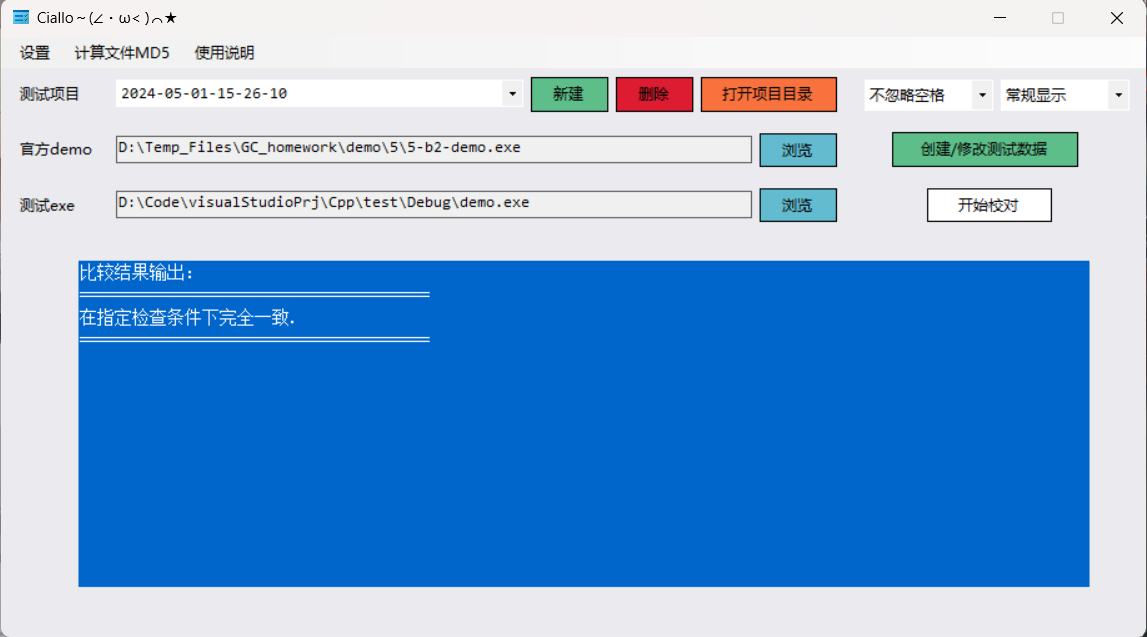 Ciallo～(∠・ω< )⌒★
设置 计算文件MD5 使用说明
测试项目 2024-05-01-15-26-10 新建 删除 打开项目目录 不忽略空格 常规显示
官方demo D:\Temp_Files\GC_homework\demo\5\5-b2-demo.exe 浏览 创建/修改测试数据
测试exe D:\Code\visualStudioPrj\Cpp\test\Debug\demo.exe 浏览 开始校对
比较结果输出：
在指定检查条件下完全一致.